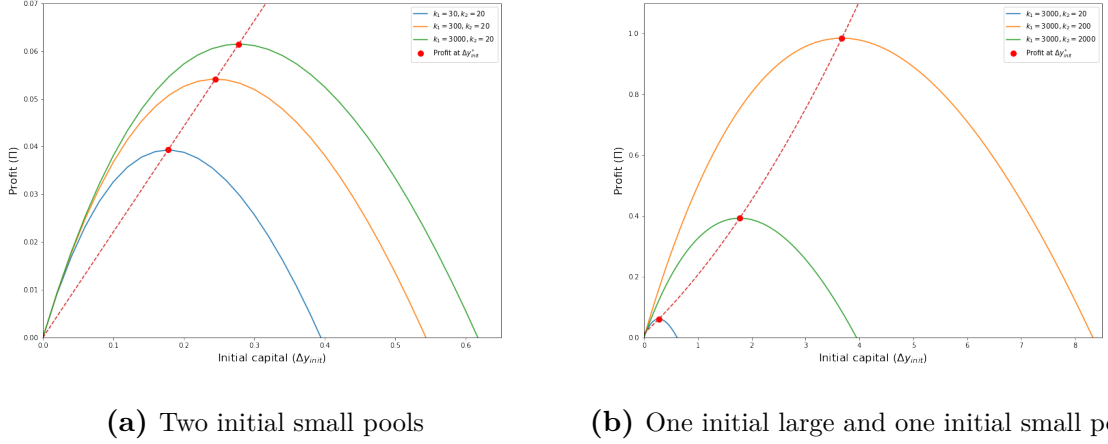 0.07
0.06
0.05
0.04
0.03
0.02
0.01
0.00
Profit (Π)
0.0 0.1 0.2 0.3 0.4 0.5 0.6
Initial capital (Δy_init)
k₁ = 30, k₂ = 20
k₁ = 300, k₂ = 20
k₁ = 3000, k₂ = 20
Profit at Δy*_init
(a) Two initial small pools
1.0
0.8
0.6
0.4
0.2
0.0
Profit (Π)
0 1 2 3 4 5 6 7 8
Initial capital (Δy_init)
k₁ = 3000, k₂ = 20
k₁ = 3000, k₂ = 200
k₁ = 3000, k₂ = 2000
Profit at Δy*_init
(b) One initial large and one initial small po